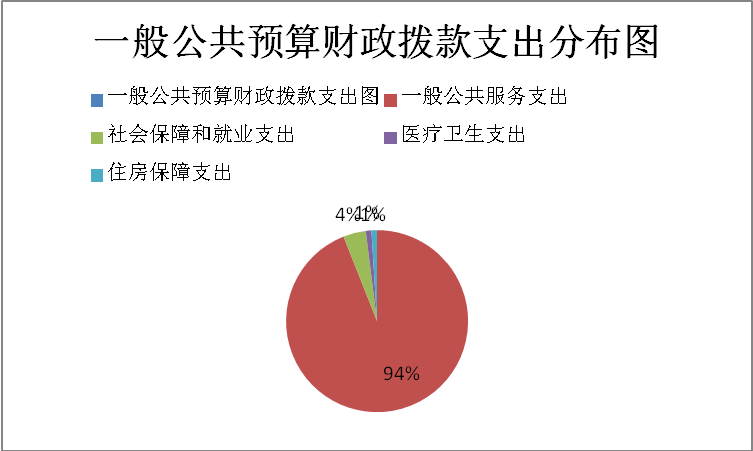 一般公共预算财政拨款支出分布图
一般公共预算财政拨款支出图 一般公共服务支出
社会保障和就业支出 医疗卫生支出
住房保障支出
4% 1% 1%
94%